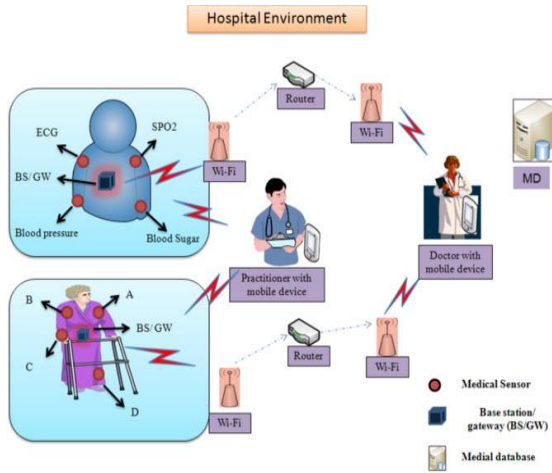 Hospital Environment
Router
ECG
SPO2
Wi-Fi
Wi-Fi
BS/GW
MD
Blood pressure
Blood Sugar
Practitioner with
mobile device
Doctor with
mobile device
B
A
BS/GW
C
D
Router
Wi-Fi
Wi-Fi
Medical Sensor
Base station/
gateway (BS/GW)
Medial database